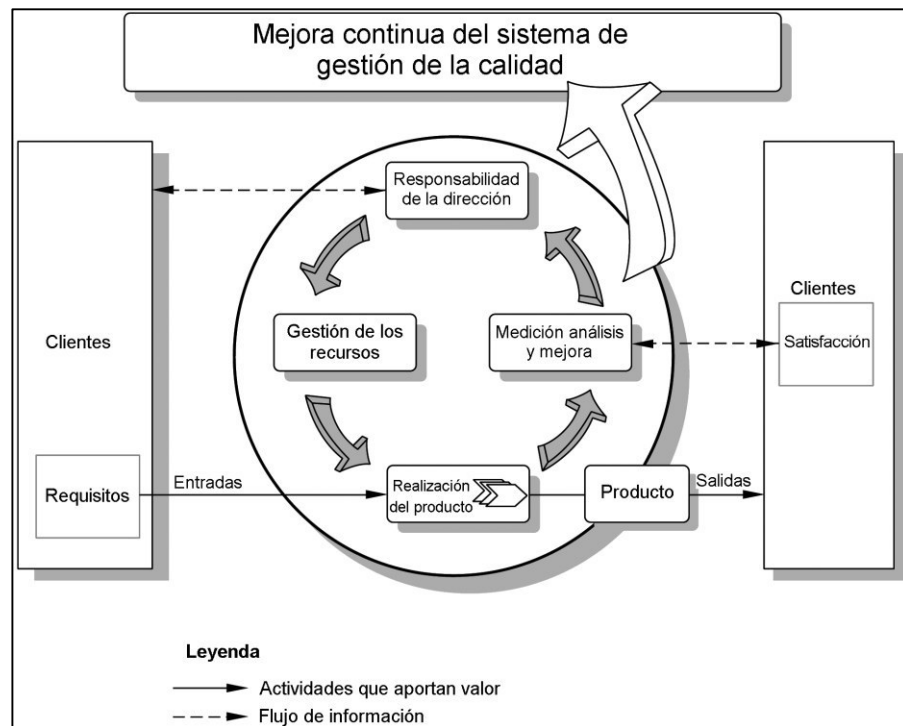 Mejora continua del sistema de
gestión de la calidad
Responsabilidad
de la dirección
Clientes
Gestión de los
recursos
Medición análisis
y mejora
Clientes
Satisfacción
Requisitos
Entradas
Realización
del producto
Producto
Salidas
Leyenda
Actividades que aportan valor
Flujo de información